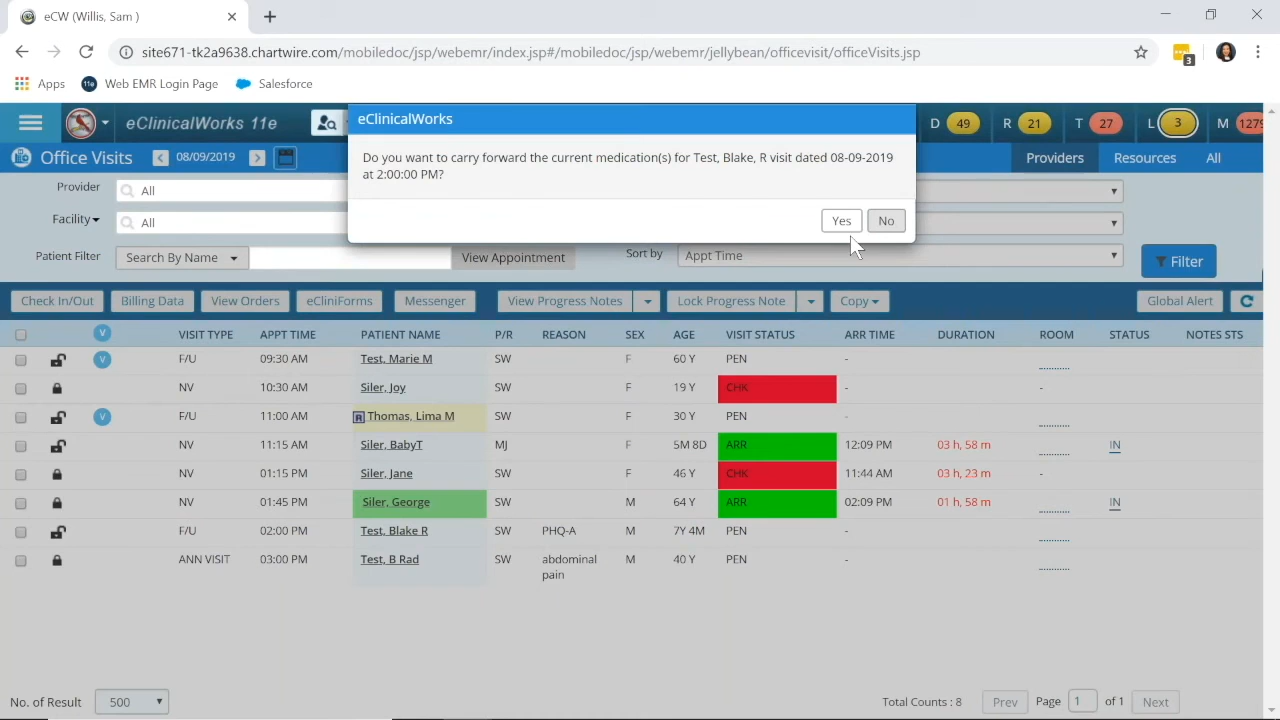 eCW (Willis, Sam )
site671-tk2a9638.chartwire.com/mobiledoc/jsp/webemr/index.jsp#/mobiledoc/jsp/webemr/jellybean/officevisit/officeVisits.jsp
3
Apps 11e Web EMR Login Page Salesforce
eClinicalWorks 11e
eClinicalWorks
D 49 R 21 T 27 L 3 M 1279
Office Visits 08/09/2019 Providers Resources All
Do you want to carry forward the current medication(s) for Test, Blake, R visit dated 08-09-2019
at 2:00:00 PM?
Yes No
Provider All
Facility All
Patient Filter Search By Name View Appointment Sort by Appt Time Filter
Check In/Out Billing Data View Orders eCliniForms Messenger View Progress Notes Lock Progress Note Copy Global Alert
V VISIT TYPE APPT TIME PATIENT NAME P/R REASON SEX AGE VISIT STATUS ARR TIME DURATION ROOM STATUS NOTES STS
V F/U 09:30 AM Test, Marie M SW F 60 Y PEN -
NV 10:30 AM Siler, Joy SW F 19 Y CHK - -
V F/U 11:00 AM R Thomas, Lima M SW F 30 Y PEN -
NV 11:15 AM Siler, BabyT MJ F 5M 8D ARR 12:09 PM 03 h, 58 m IN
NV 01:15 PM Siler, Jane SW F 46 Y CHK 11:44 AM 03 h, 23 m -
NV 01:45 PM Siler, George SW M 64 Y ARR 02:09 PM 01 h, 58 m IN
F/U 02:00 PM Test, Blake R SW PHQ-A M 7Y 4M PEN -
ANN VISIT 03:00 PM Test, B Rad SW abdominal M 40 Y PEN -
pain
No. of Result 500 Total Counts : 8 Prev Page 1 of 1 Next